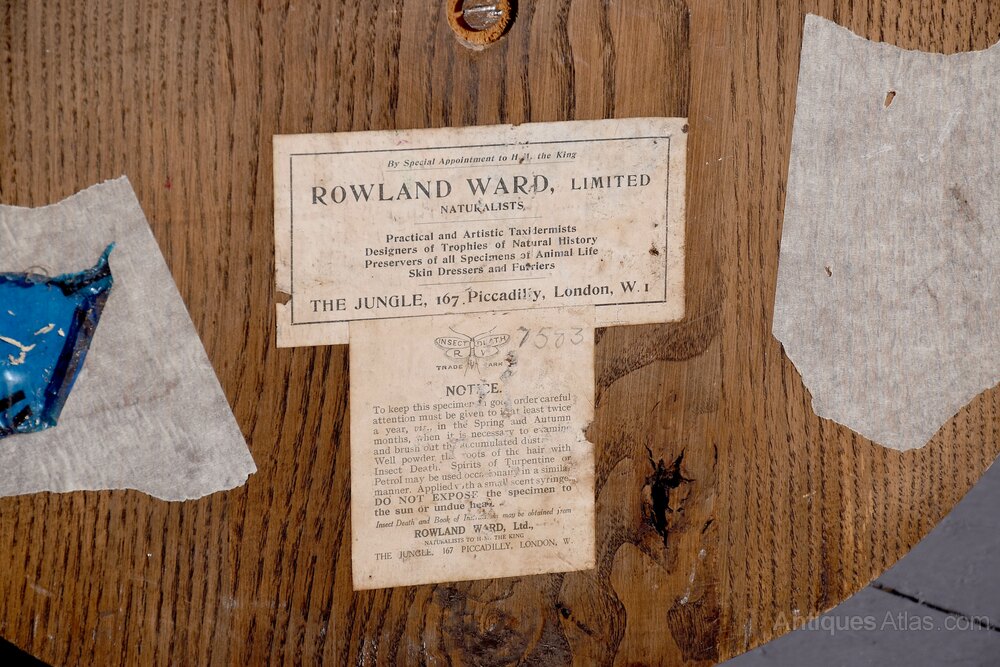 By Special Appointment to H.M. the King
ROWLAND WARD, LIMITED
NATURALISTS
Practical and Artistic Taxidermists
Designers of Trophies of Natural History
Preservers of all Specimens of Animal Life
Skin Dressers and Furriers
THE JUNGLE, 167 Piccadilly, London, W.1
INSECT DEATH 7503
R W
TRADE MARK
NOTICE.
To keep this specimen in good order careful
attention must be given to it at least twice
a year, viz., in the Spring and Autumn
months, when it is necessary to examine
and brush out the accumulated dust.
Well powder the roots of the hair with
Insect Death. Spirits of Turpentine or
Petrol may be used occasionally in a similar
manner. Applied with a small scent syringe.
DO NOT EXPOSE the specimen to
the sun or undue heat.
Insect Death and Book of Instructions may be obtained from
ROWLAND WARD, Ltd.,
NATURALISTS TO H.M. THE KING
THE JUNGLE, 167 PICCADILLY, LONDON, W.
AntiquesAtlas.com